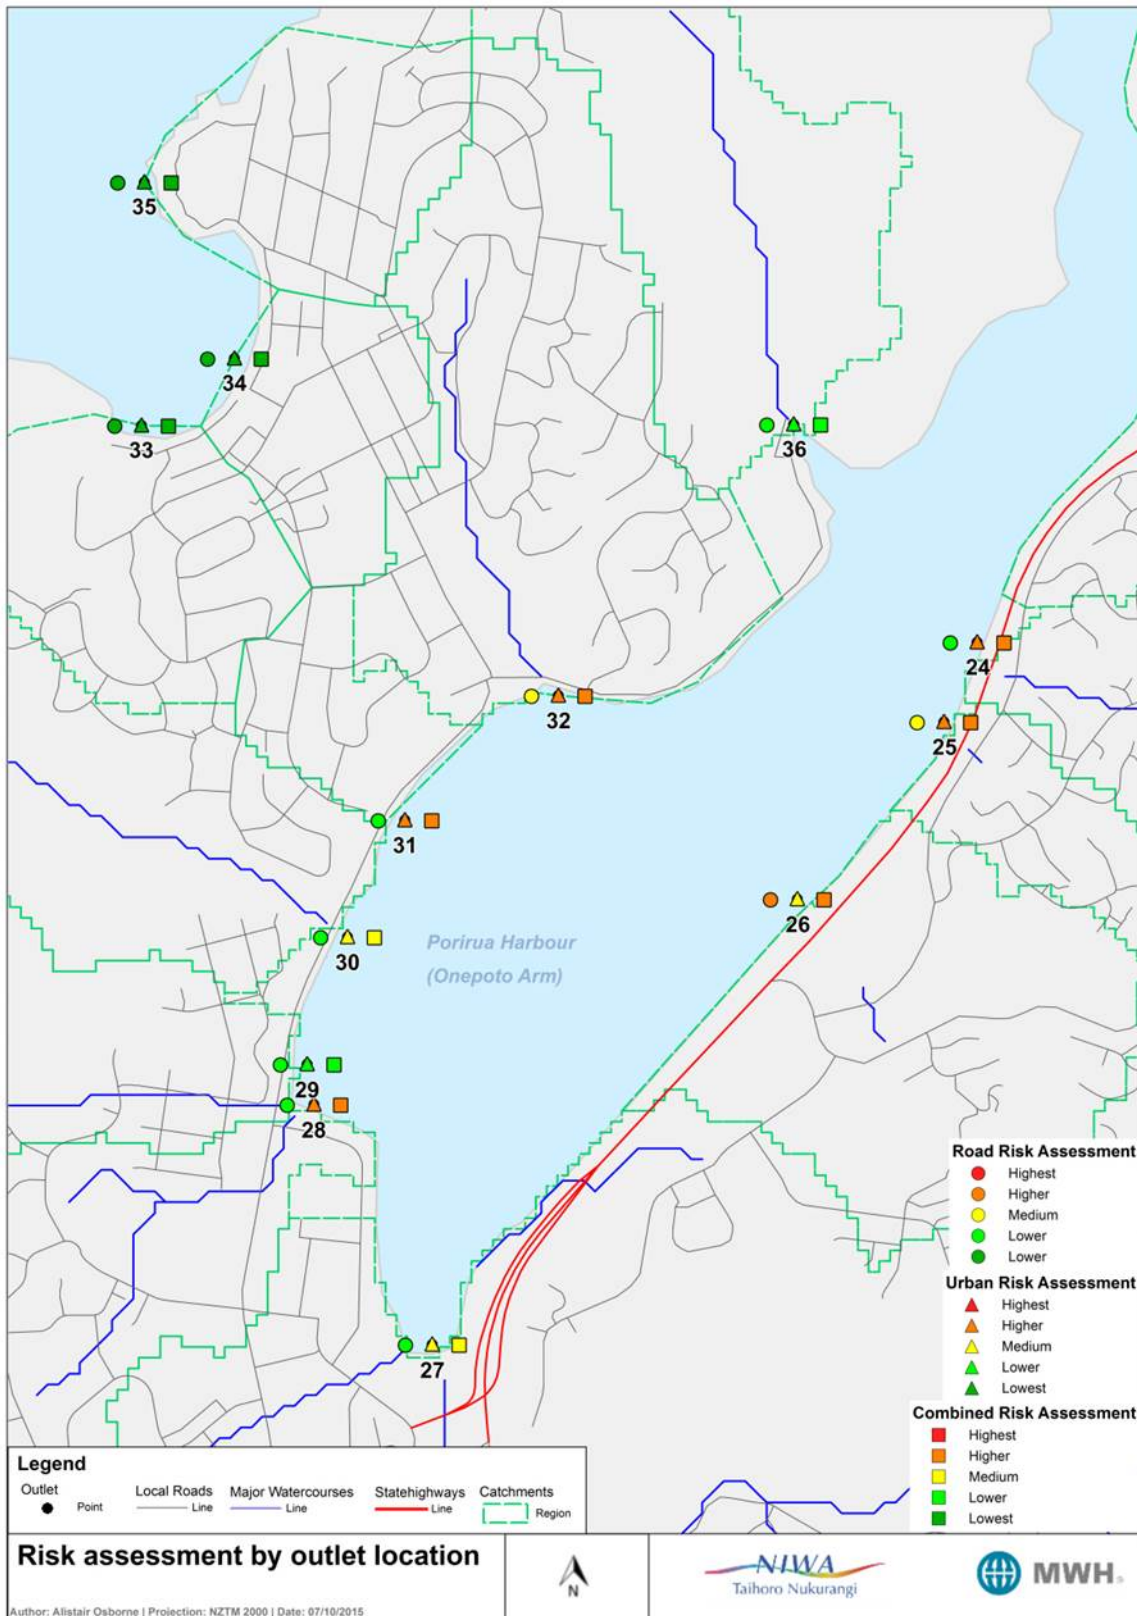 35
34
33
36
24
32
25
31
26
30
Porirua Harbour
(Onepoto Arm)
29
28
27
Road Risk Assessment
Highest
Higher
Medium
Lower
Lower
Urban Risk Assessment
Highest
Higher
Medium
Lower
Lowest
Combined Risk Assessment
Highest
Higher
Medium
Lower
Lowest
Legend
Outlet Local Roads Major Watercourses Statehighways Catchments
Point Line Line Line Region
Risk assessment by outlet location
Author: Alistair Osborne | Projection: NZTM 2000 | Date: 07/10/2015
N
NIWA
Taihoro Nukurangi
MWH